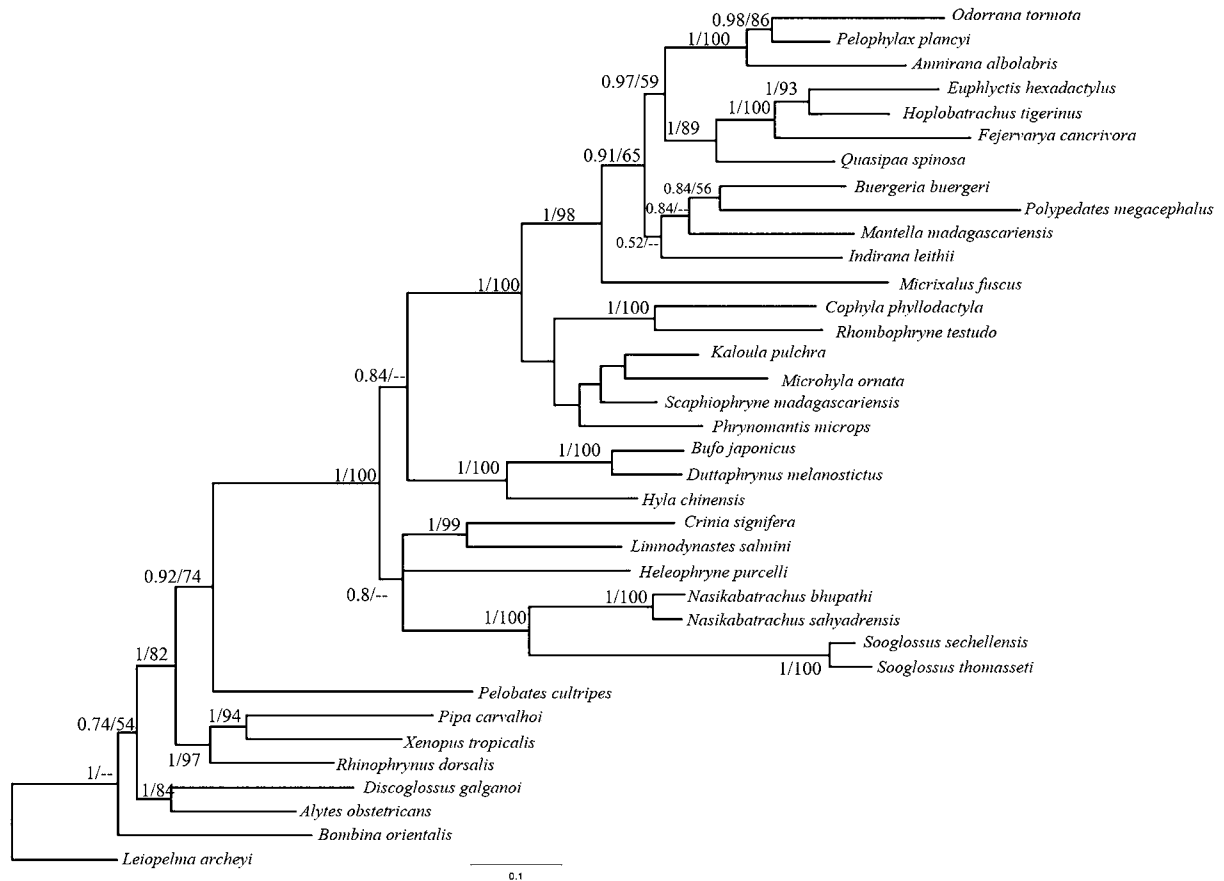 0.98/86
Odorrana tormota
1/100
Pelophylax plancyi
Amnirana albolabris
0.97/59
1/93
Euphlyctis hexadactylus
1/100
Hoplobatrachus tigerinus
1/89
Fejervarya cancrivora
0.91/65
Quasipaa spinosa
0.84/56
Buergeria buergeri
0.84/--
Polypedates megacephalus
1/98
Mantella madagascariensis
0.52/--
Indirana leithii
1/100
Micrixalus fuscus
1/100
Cophyla phyllodactyla
Rhombophryne testudo
Kaloula pulchra
0.84/--
Microhyla ornata
Scaphiophryne madagascariensis
Phrynomantis microps
1/100
Bufo japonicus
1/100
1/100
Duttaphrynus melanostictus
Hyla chinensis
1/99
Crinia signifera
Limnodynastes salmini
0.92/74
Heleophryne purcelli
0.8/--
1/100
Nasikabatrachus bhupathi
1/100
Nasikabatrachus sahyadrensis
Sooglossus sechellensis
1/82
1/100
Sooglossus thomasseti
Pelobates cultripes
0.74/54
1/94
Pipa carvalhoi
Xenopus tropicalis
1/97
Rhinophrynus dorsalis
1/--
1/84
Discoglossus galganoi
Alytes obstetricans
Bombina orientalis
Leiopelma archeyi
0.1